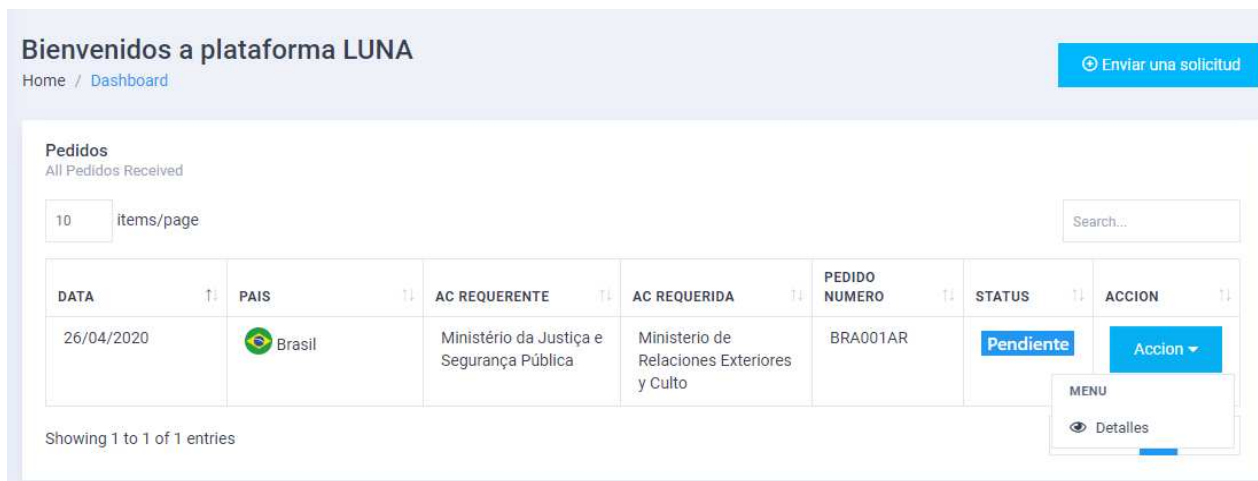 Bienvenidos a plataforma LUNA
Home / Dashboard
Enviar una solicitud
Pedidos
All Pedidos Received
10 items/page
Search...
DATA PAIS AC REQUERENTE AC REQUERIDA PEDIDO NUMERO STATUS ACCION
26/04/2020 Brasil Ministério da Justiça e Segurança Pública Ministerio de Relaciones Exteriores y Culto BRA001AR Pendiente Accion
MENU
Detalles
Showing 1 to 1 of 1 entries